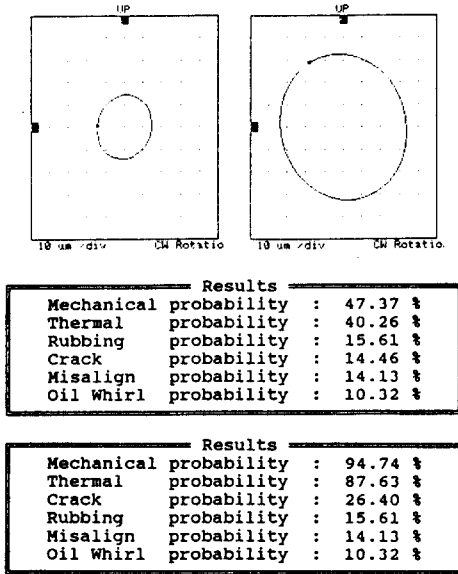 UP UP
10 um /div CW Rotatio 10 um /div CW Rotatio.
Results
Mechanical probability : 47.37 %
Thermal probability : 40.26 %
Rubbing probability : 15.61 %
Crack probability : 14.46 %
Misalign probability : 14.13 %
Oil Whirl probability : 10.32 %
Results
Mechanical probability : 94.74 %
Thermal probability : 87.63 %
Crack probability : 26.40 %
Rubbing probability : 15.61 %
Misalign probability : 14.13 %
Oil Whirl probability : 10.32 %